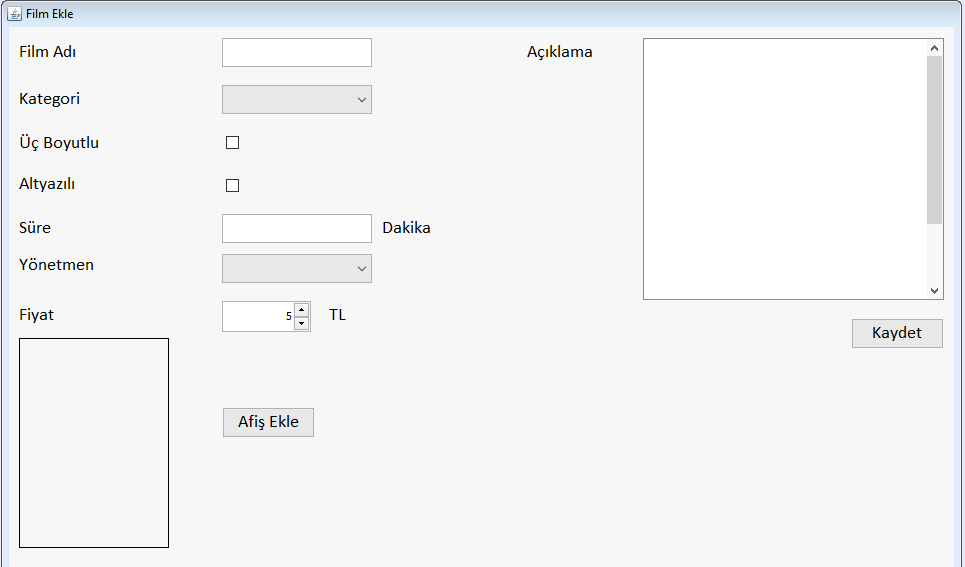 Film Ekle
Film Adı
Açıklama
Kategori
Üç Boyutlu
Altyazılı
Süre
Dakika
Yönetmen
Fiyat
5
TL
Kaydet
Afiş Ekle